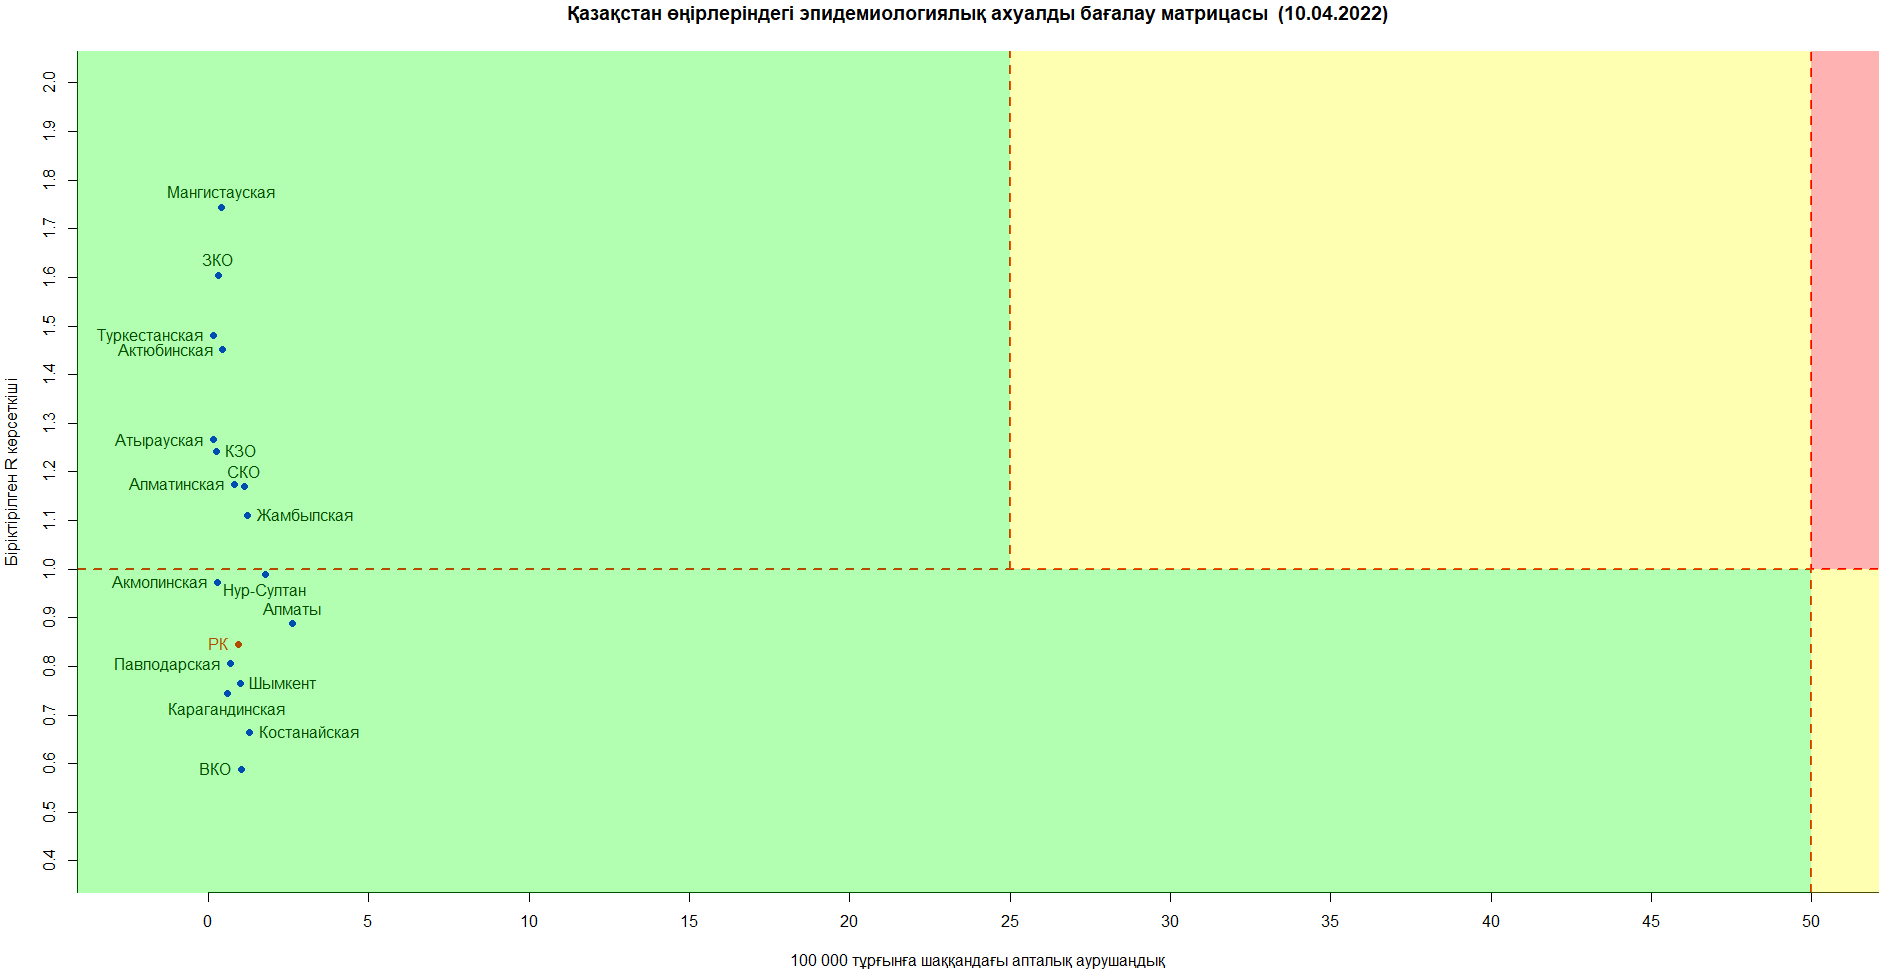 Қазақстан өңірлеріндегі эпидемиологиялық ахуалды бағалау матрицасы (10.04.2022)
2.0
1.9
1.8
Мангистауская
1.7
ЗКО
1.6
1.5
Туркестанская
Актюбинская
1.4
1.3
Атырауская
КЗО
1.2
СКО
Алматинская
Жамбылская
1.1
1.0
Акмолинская
Нур-Султан
0.9
Алматы
РК
0.8
Павлодарская
Шымкент
0.7
Карагандинская
Костанайская
0.6
ВКО
0.5
0.4
Біріктірілген R көрсеткіші
0 5 10 15 20 25 30 35 40 45 50
100 000 тұрғынға шаққандағы апталық аурушаңдық